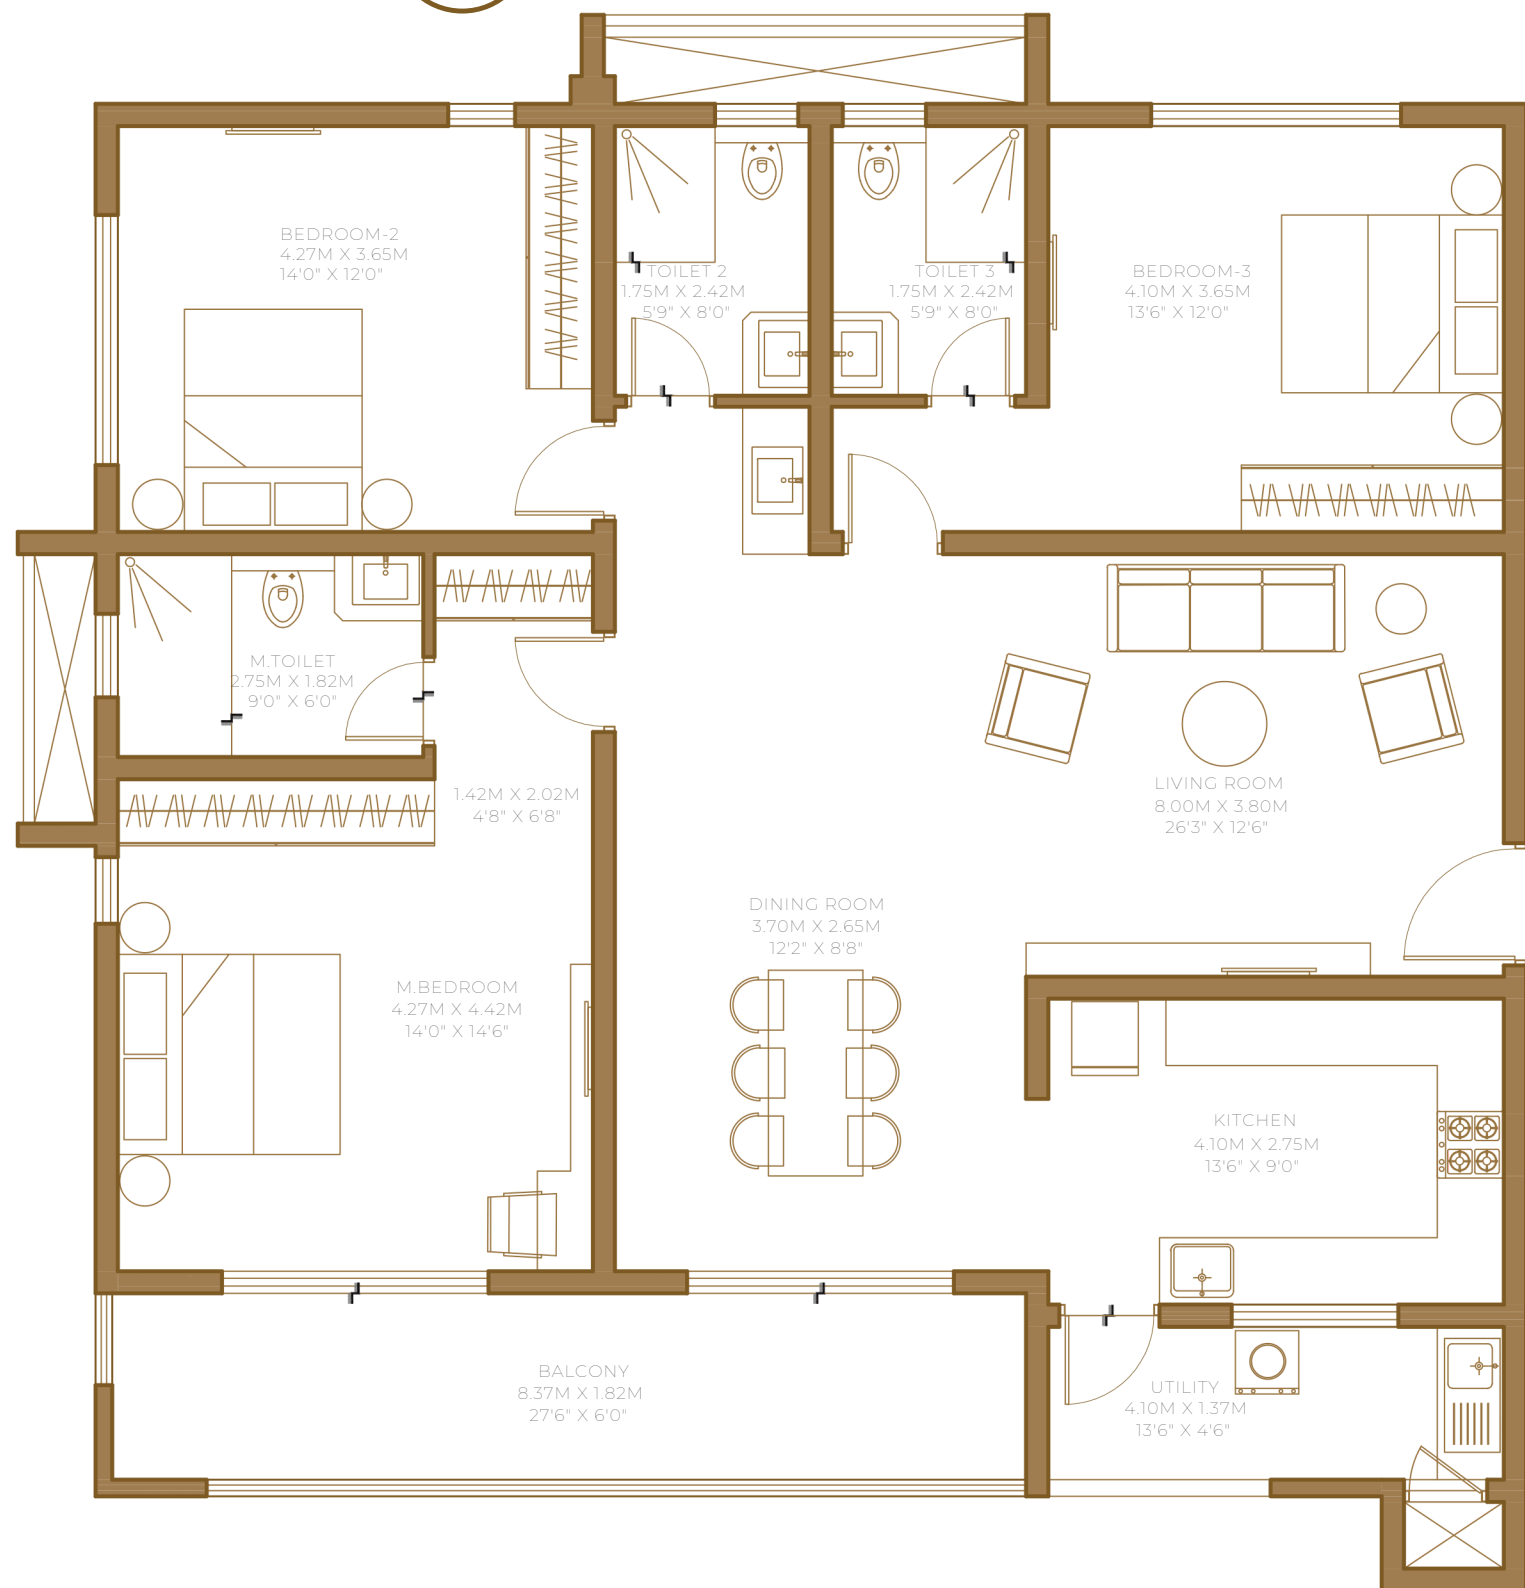 BEDROOM-2
4.27M X 3.65M
14'0" X 12'0"
TOILET 2
1.75M X 2.42M
5'9" X 8'0"
TOILET 3
1.75M X 2.42M
5'9" X 8'0"
BEDROOM-3
4.10M X 3.65M
13'6" X 12'0"
M.TOILET
2.75M X 1.82M
9'0" X 6'0"
1.42M X 2.02M
4'8" X 6'8"
LIVING ROOM
8.00M X 3.80M
26'3" X 12'6"
DINING ROOM
3.70M X 2.65M
12'2" X 8'8"
M.BEDROOM
4.27M X 4.42M
14'0" X 14'6"
KITCHEN
4.10M X 2.75M
13'6" X 9'0"
BALCONY
8.37M X 1.82M
27'6" X 6'0"
UTILITY
4.10M X 1.37M
13'6" X 4'6"